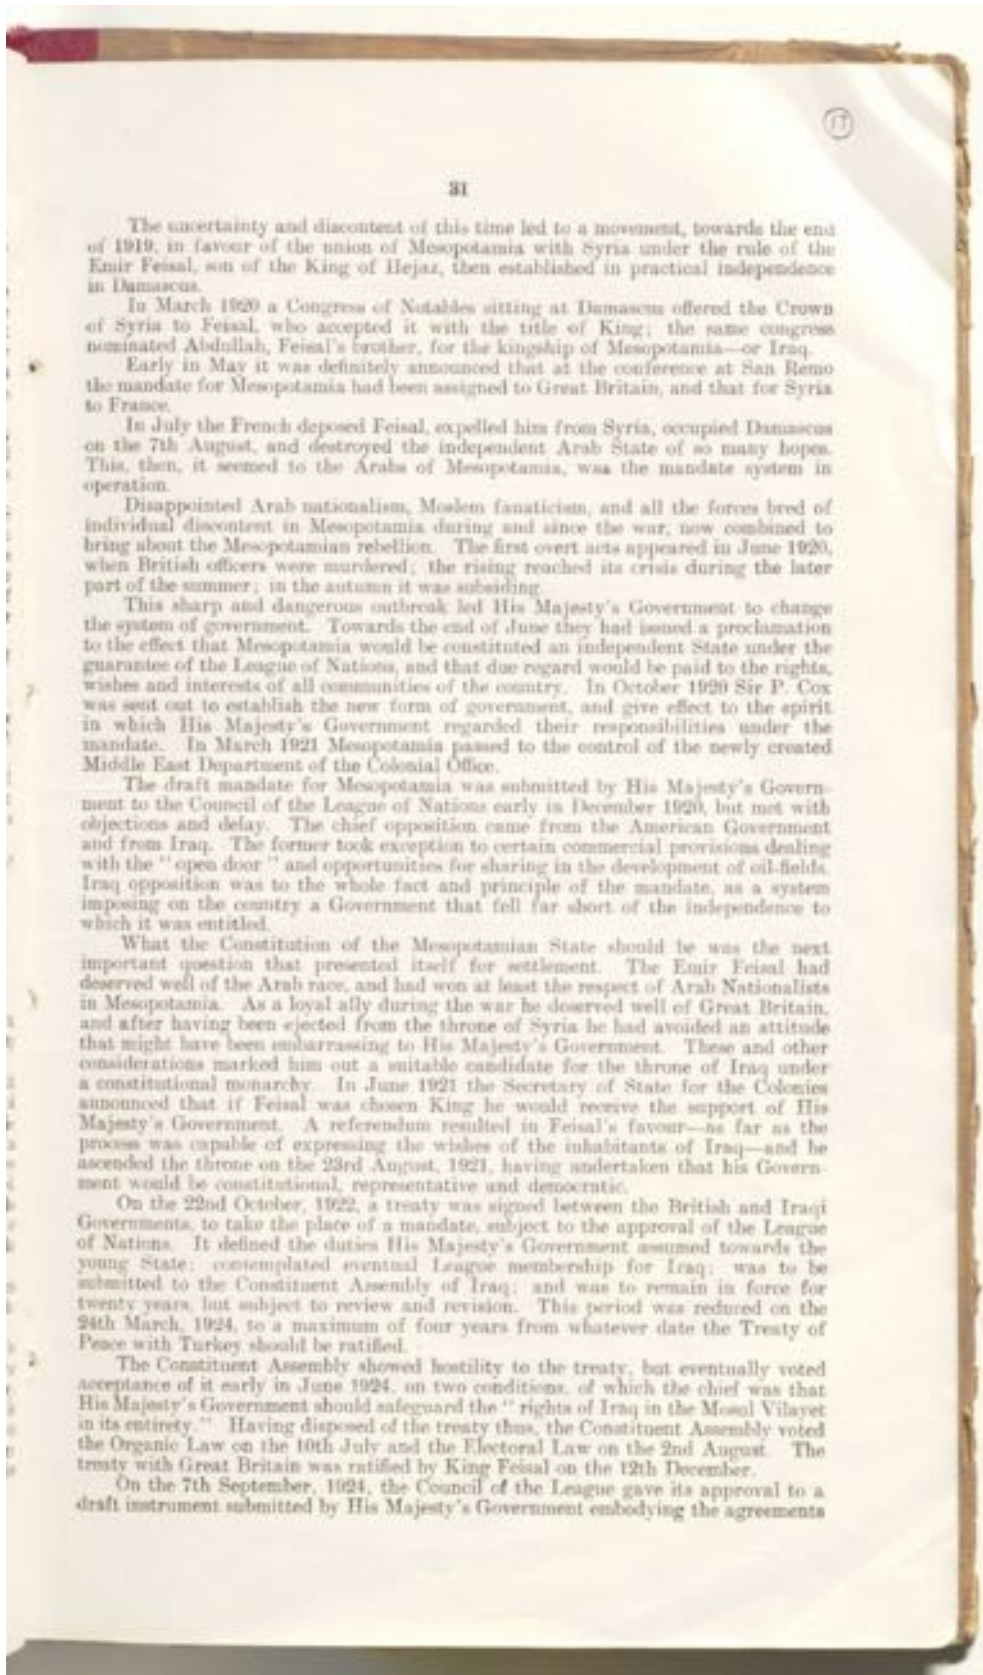 17
31
The uncertainty and discontent of this time led to a movement, towards the end
of 1919, in favour of the union of Mesopotamia with Syria under the rule of the
Emir Feisal, son of the King of Hejaz, then established in practical independence
in Damascus.
In March 1920 a Congress of Notables sitting at Damascus offered the Crown
of Syria to Feisal, who accepted it with the title of King; the same congress
nominated Abdullah, Feisal's brother, for the kingship of Mesopotamia—or Iraq.
Early in May it was definitely announced that at the conference at San Remo
the mandate for Mesopotamia had been assigned to Great Britain, and that for Syria
to France.
In July the French deposed Feisal, expelled him from Syria, occupied Damascus
on the 7th August, and destroyed the independent Arab State of so many hopes.
This, then, it seemed to the Arabs of Mesopotamia, was the mandate system in
operation.
Disappointed Arab nationalism, Moslem fanaticism, and all the forces bred of
individual discontent in Mesopotamia during and since the war, now combined to
bring about the Mesopotamian rebellion. The first overt acts appeared in June 1920,
when British officers were murdered; the rising reached its crisis during the later
part of the summer; in the autumn it was subsiding.
This sharp and dangerous outbreak led His Majesty's Government to change
the system of government. Towards the end of June they had issued a proclamation
to the effect that Mesopotamia would be constituted an independent State under the
guarantee of the League of Nations, and that due regard would be paid to the rights,
wishes and interests of all communities of the country. In October 1920 Sir P. Cox
was sent out to establish the new form of government, and give effect to the spirit
in which His Majesty's Government regarded their responsibilities under the
mandate. In March 1921 Mesopotamia passed to the control of the newly created
Middle East Department of the Colonial Office.
The draft mandate for Mesopotamia was submitted by His Majesty's Govern-
ment to the Council of the League of Nations early in December 1920, but met with
objections and delay. The chief opposition came from the American Government
and from Iraq. The former took exception to certain commercial provisions dealing
with the "open door" and opportunities for sharing in the development of oil-fields.
Iraq opposition was to the whole fact and principle of the mandate, as a system
imposing on the country a Government that fell far short of the independence to
which it was entitled.
What the Constitution of the Mesopotamian State should be was the next
important question that presented itself for settlement. The Emir Feisal had
deserved well of the Arab race, and had won at least the respect of Arab Nationalists
in Mesopotamia. As a loyal ally during the war he deserved well of Great Britain,
and after having been ejected from the throne of Syria he had avoided an attitude
that might have been embarrassing to His Majesty's Government. These and other
considerations marked him out a suitable candidate for the throne of Iraq under
a constitutional monarchy. In June 1921 the Secretary of State for the Colonies
announced that if Feisal was chosen King he would receive the support of His
Majesty's Government. A referendum resulted in Feisal's favour—as far as the
process was capable of expressing the wishes of the inhabitants of Iraq—and he
ascended the throne on the 23rd August, 1921, having undertaken that his Govern-
ment would be constitutional, representative and democratic.
On the 22nd October, 1922, a treaty was signed between the British and Iraqi
Governments, to take the place of a mandate, subject to the approval of the League
of Nations. It defined the duties His Majesty's Government assumed towards the
young State; contemplated eventual League membership for Iraq; was to be
submitted to the Constituent Assembly of Iraq; and was to remain in force for
twenty years, but subject to review and revision. This period was reduced on the
24th March, 1924, to a maximum of four years from whatever date the Treaty of
Peace with Turkey should be ratified.
The Constituent Assembly showed hostility to the treaty, but eventually voted
acceptance of it early in June 1924, on two conditions, of which the chief was that
His Majesty's Government should safeguard the "rights of Iraq in the Mosul Vilayet
in its entirety." Having disposed of the treaty thus, the Constituent Assembly voted
the Organic Law on the 10th July and the Electoral Law on the 2nd August. The
treaty with Great Britain was ratified by King Feisal on the 12th December.
On the 7th September, 1924, the Council of the League gave its approval to a
draft instrument submitted by His Majesty's Government embodying the agreements